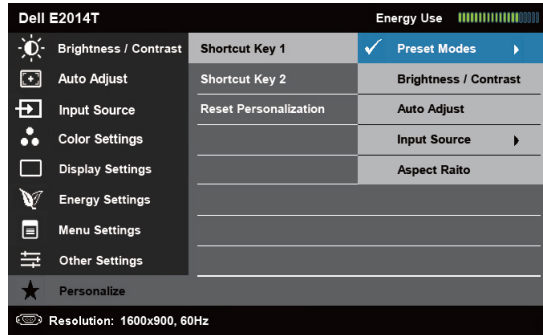 Dell E2014T
Energy Use
Brightness / Contrast
Shortcut Key 1
Preset Modes
Auto Adjust
Shortcut Key 2
Brightness / Contrast
Input Source
Reset Personalization
Auto Adjust
Color Settings
Input Source
Display Settings
Aspect Raito
Energy Settings
Menu Settings
Other Settings
Personalize
Resolution: 1600x900, 60Hz